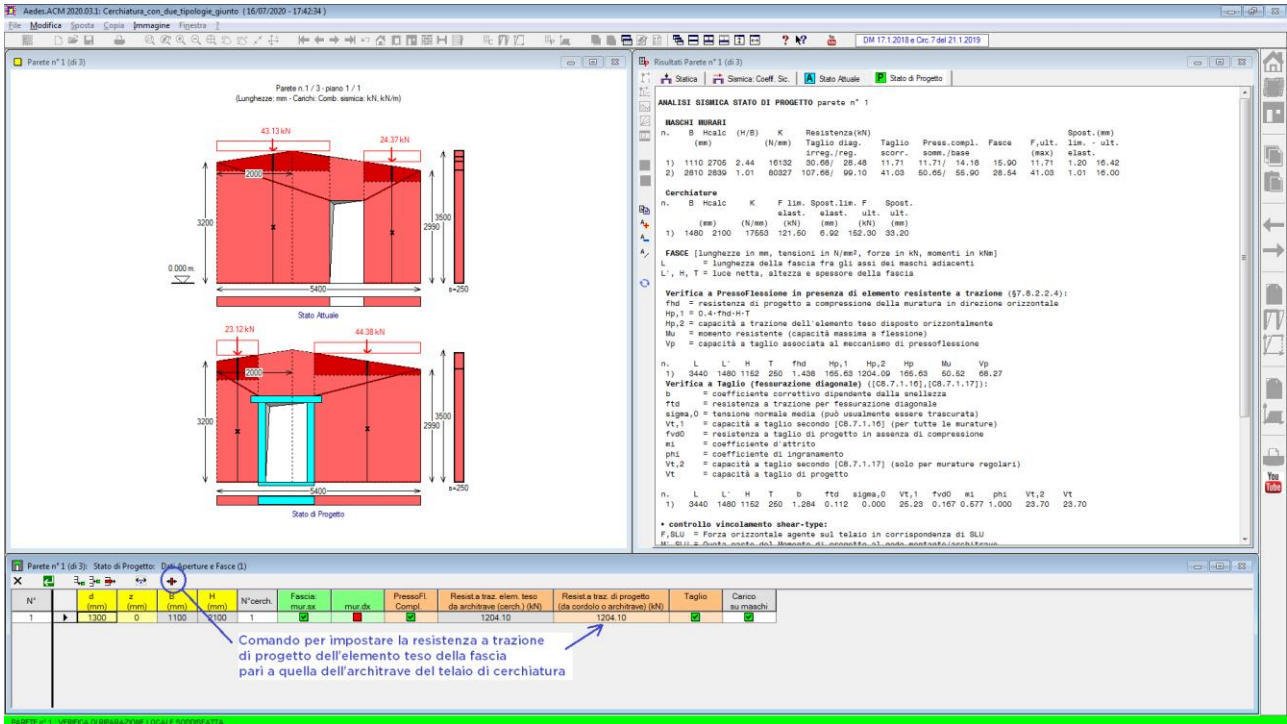 Aedes.ACM 2020.03.1: Cerchiatura_con_due_tipologie_giunto ( 16/07/2020 - 17:42:34 )
File Modifica Sposta Copia Immagine Finestra ?
DM 17.1.2018 e Circ.7 del 21.1.2019
Parete n° 1 (di 3)
Parete n.1 / 3 - piano 1 / 1
(Lunghezze: mm - Carichi: Comb. sismica: kN, kN/m)
43.13 kN
24.37 kN
2000
3200
3500
2990
0.000 m.
5400
s=250
Stato Attuale
23.12 kN
44.38 kN
2000
3200
3500
2990
5400
s=250
Stato di Progetto
Risultati Parete n° 1 (di 3)
Statica Sismica: Coeff. Sic. A Stato Attuale P Stato di Progetto
ANALISI SISMICA STATO DI PROGETTO parete n° 1
MASCHI MURARI
n. B Hcalc (H/B) K Resistenza(kN) Spost.(mm)
(mm) (N/mm) Taglio diag. Taglio Press.compl. Fasce F,ult. lim. - ult.
irreg./reg. scorr. somm./base (max) elast.
1) 1110 2705 2.44 16132 30.68/ 28.48 11.71 11.71/ 14.18 15.90 11.71 1.20 16.42
2) 2810 2839 1.01 80327 107.68/ 99.10 41.03 50.65/ 55.90 28.54 41.03 1.01 16.00
Cerchiature
n. B Hcalc K F lim. Spost.lim. F Spost.
elast. elast. ult. ult.
(mm) (N/mm) (kN) (mm) (kN) (mm)
1) 1480 2100 17553 121.50 6.92 152.30 33.20
FASCE [lunghezze in mm, tensioni in N/mm², forze in kN, momenti in kNm]
L = lunghezza della fascia fra gli assi dei maschi adiacenti
L', H, T = luce netta, altezza e spessore della fascia
Verifica a PressoFlessione in presenza di elemento resistente a trazione (§7.8.2.2.4):
fhd = resistenza di progetto a compressione della muratura in direzione orizzontale
Hp,1 = 0.4·fhd·H·T
Hp,2 = capacità a trazione dell'elemento teso disposto orizzontalmente
Mu = momento resistente (capacità massima a flessione)
Vp = capacità a taglio associata al meccanismo di pressoflessione
n. L L' H T fhd Hp,1 Hp,2 Hp Mu Vp
1) 3440 1480 1152 250 1.438 165.63 1204.09 165.63 50.52 68.27
Verifica a Taglio (fessurazione diagonale) ([C8.7.1.16],[C8.7.1.17]):
b = coefficiente correttivo dipendente dalla snellezza
ftd = resistenza a trazione per fessurazione diagonale
sigma,0 = tensione normale media (può usualmente essere trascurata)
Vt,1 = capacità a taglio secondo [C8.7.1.16] (per tutte le murature)
fvd0 = resistenza a taglio di progetto in assenza di compressione
mi = coefficiente d'attrito
phi = coefficiente di ingranamento
Vt,2 = capacità a taglio secondo [C8.7.1.17] (solo per murature regolari)
Vt = capacità a taglio di progetto
n. L L' H T b ftd sigma,0 Vt,1 fvd0 mi phi Vt,2 Vt
1) 3440 1480 1152 250 1.284 0.112 0.000 25.23 0.167 0.577 1.000 23.70 23.70
• controllo vincolamento shear-type:
F,SLU = Forza orizzontale agente sul telaio in corrispondenza di SLU
M',SLU = Quota parte del Momento di progetto al nodo montante/architrave
You Tube
Parete n° 1 (di 3): Stato di Progetto: Dati Aperture e Fasce (1)
N° d (mm) z (mm) B (mm) H (mm) N°cerch. Fascia: mur.sx mur.dx PressoFl. Compl. Resist.a traz. elem. teso da architrave (cerch.) (kN) Resist.a traz. di progetto (da cordolo o architrave) (kN) Taglio Carico su maschi
1 1300 0 1100 2100 1 1204.10 1204.10
Comando per impostare la resistenza a trazione
di progetto dell'elemento teso della fascia
pari a quella dell'architrave del telaio di cerchiatura
PARETE n° 1 : VERIFICA DI RIPARAZIONE LOCALE SODDISFATTA